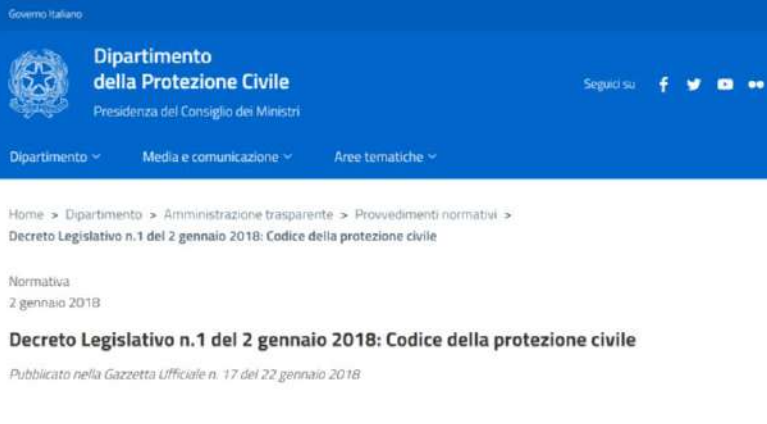 Governo Italiano
Dipartimento
della Protezione Civile
Presidenza del Consiglio dei Ministri
Seguici su
Dipartimento
Media e comunicazione
Aree tematiche
Home > Dipartimento > Amministrazione trasparente > Provvedimenti normativi >
Decreto Legislativo n.1 del 2 gennaio 2018: Codice della protezione civile
Normativa
2 gennaio 2018
Decreto Legislativo n.1 del 2 gennaio 2018: Codice della protezione civile
Pubblicato nella Gazzetta Ufficiale n. 17 del 22 gennaio 2018